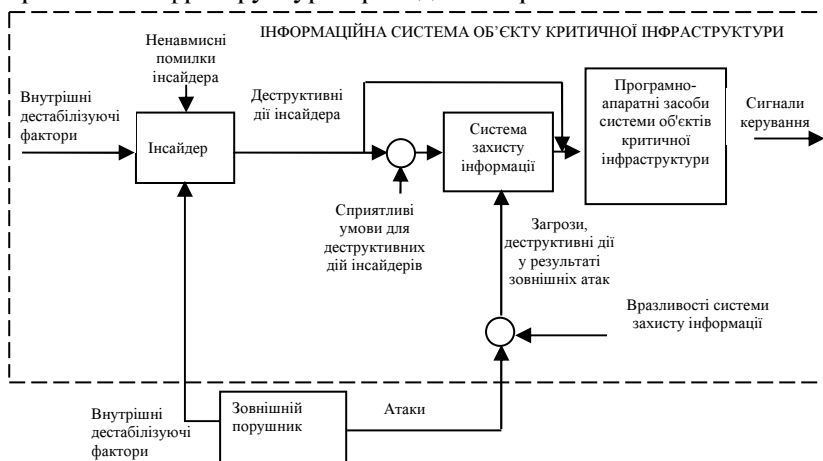 ІНФОРМАЦІЙНА СИСТЕМА ОБ’ЄКТУ КРИТИЧНОЇ ІНФРАСТРУКТУРИ
Ненавмисні
помилки
інсайдера
Внутрішні
дестабілізуючі
фактори
Інсайдер
Деструктивні
дії інсайдера
Сприятливі
умови для
деструктивних
дій інсайдерів
Система
захисту
інформації
Програмно-
апаратні засоби
системи об'єктів
критичної
інфраструктури
Сигнали
керування
Загрози,
деструктивні дії
у результаті
зовнішніх атак
Вразливості системи
захисту інформації
Внутрішні
дестабілізуючі
фактори
Зовнішній
порушник
Атаки